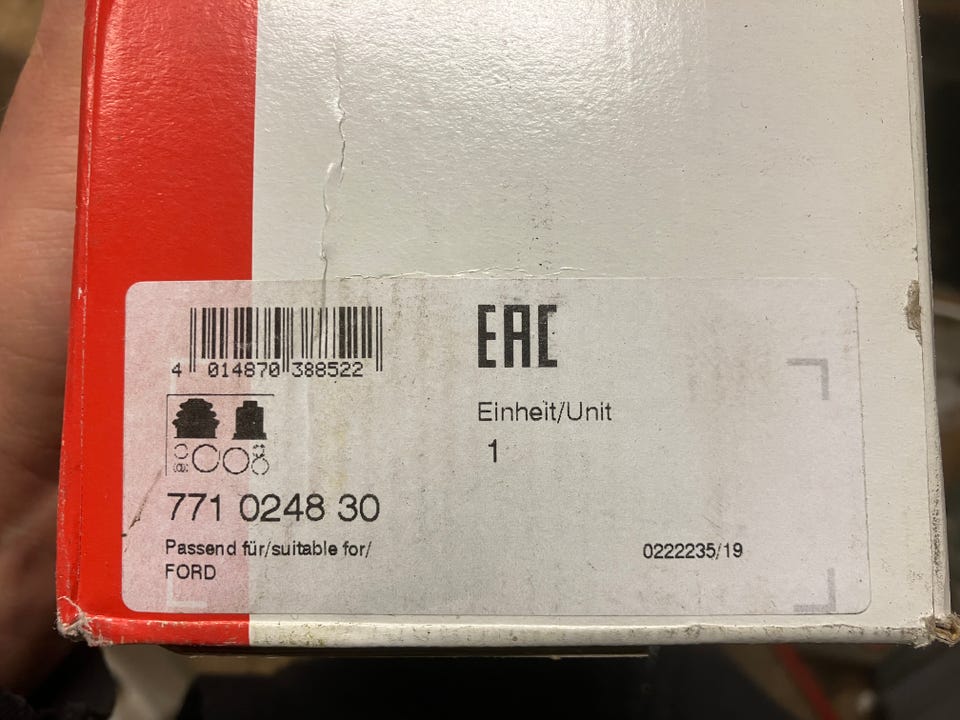 4 014870 388522
EAC
Einheit/Unit
1
771 0248 30
Passend für/suitable for/
FORD
0222235/19